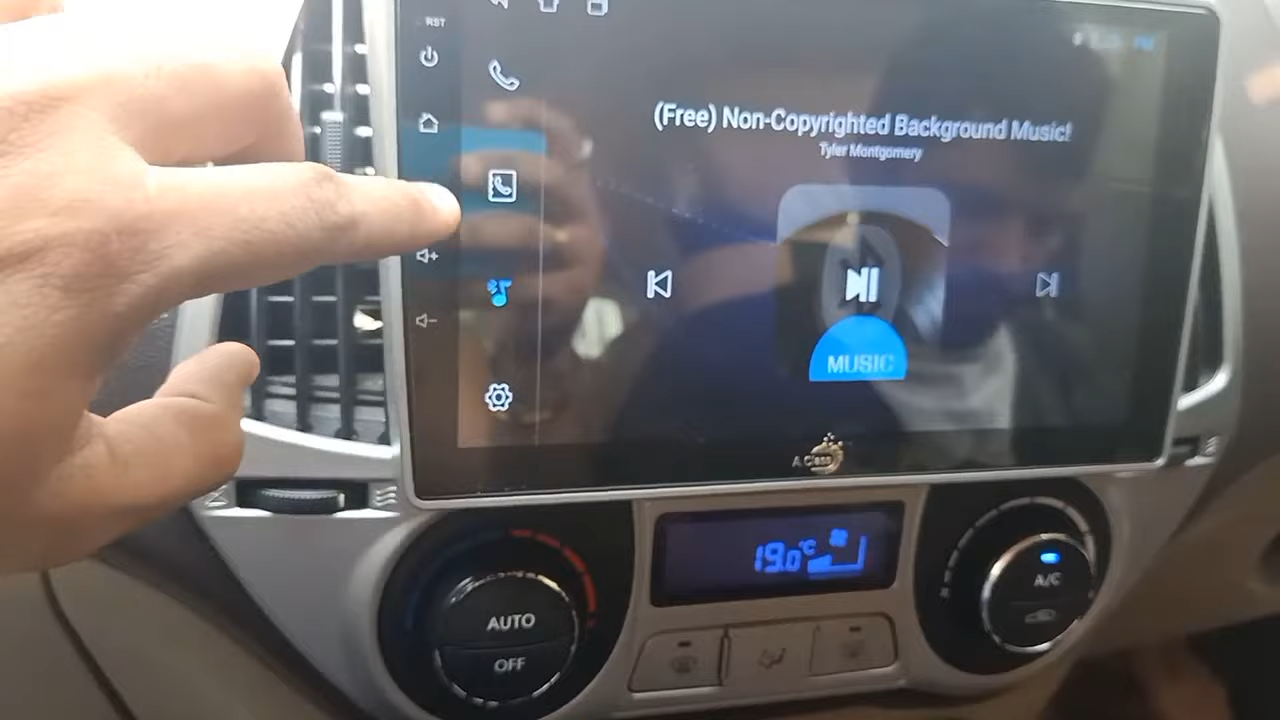 RST
(Free) Non-Copyrighted Background Music!
Tyler Montgomery
MUSIC
19.0°C
AUTO
OFF
A/C